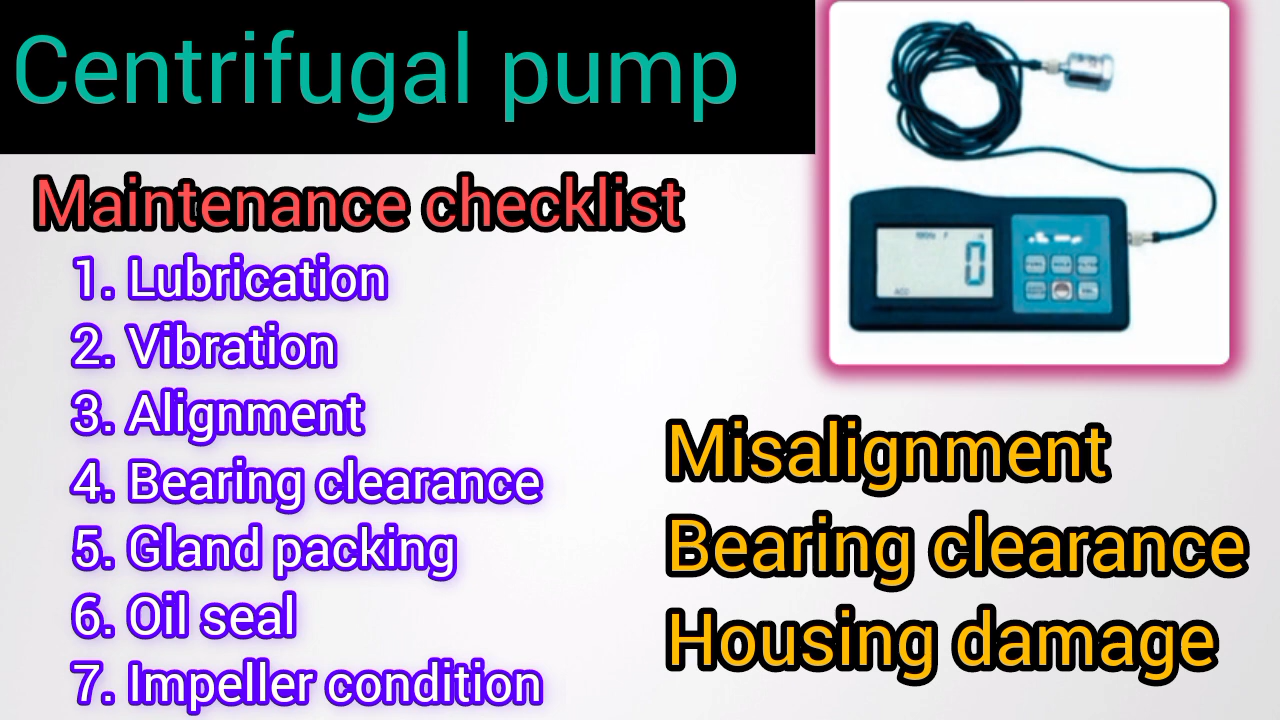 Centrifugal pump
Maintenance checklist
1. Lubrication
2. Vibration
3. Alignment
4. Bearing clearance
5. Gland packing
6. Oil seal
7. Impeller condition
0
Misalignment
Bearing clearance
Housing damage